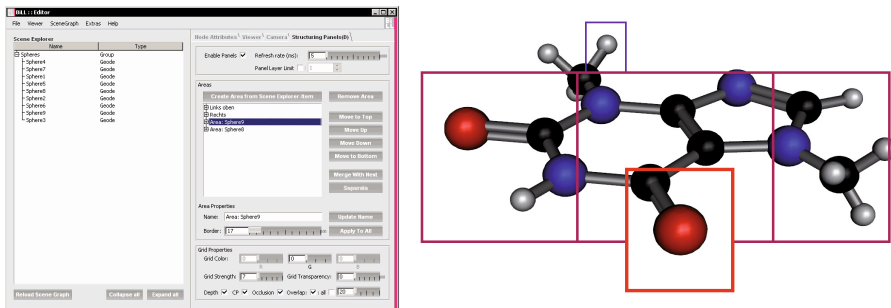 BiLL :: Editor
File Viewer SceneGraph Extras Help
Scene Explorer
Name Type
Spheres Group
Sphere4 Geode
Sphere7 Geode
Sphere1 Geode
Sphere5 Geode
Sphere8 Geode
Sphere2 Geode
Sphere6 Geode
Sphere9 Geode
Sphere3 Geode
Reload Scene Graph Collapse all Expand all
Node Attributes Viewer Camera Structuring Panels(D)
Enable Panels Refresh rate (ms): 5
Panel Layer Limit
Areas
Create Area from Scene Explorer Item Remove Area
Links oben
Rechts
Area: Sphere9
Area: Sphere8
Move to Top
Move Up
Move Down
Move to Bottom
Merge With Next
Separate
Area Properties
Name: Area: Sphere9 Update Name
Border: 17 Apply To All
Grid Properties
Grid Color: 0
G
Grid Strength: 7 Grid Transparency: 0
Depth CP Occlusion Overlap: : all 20